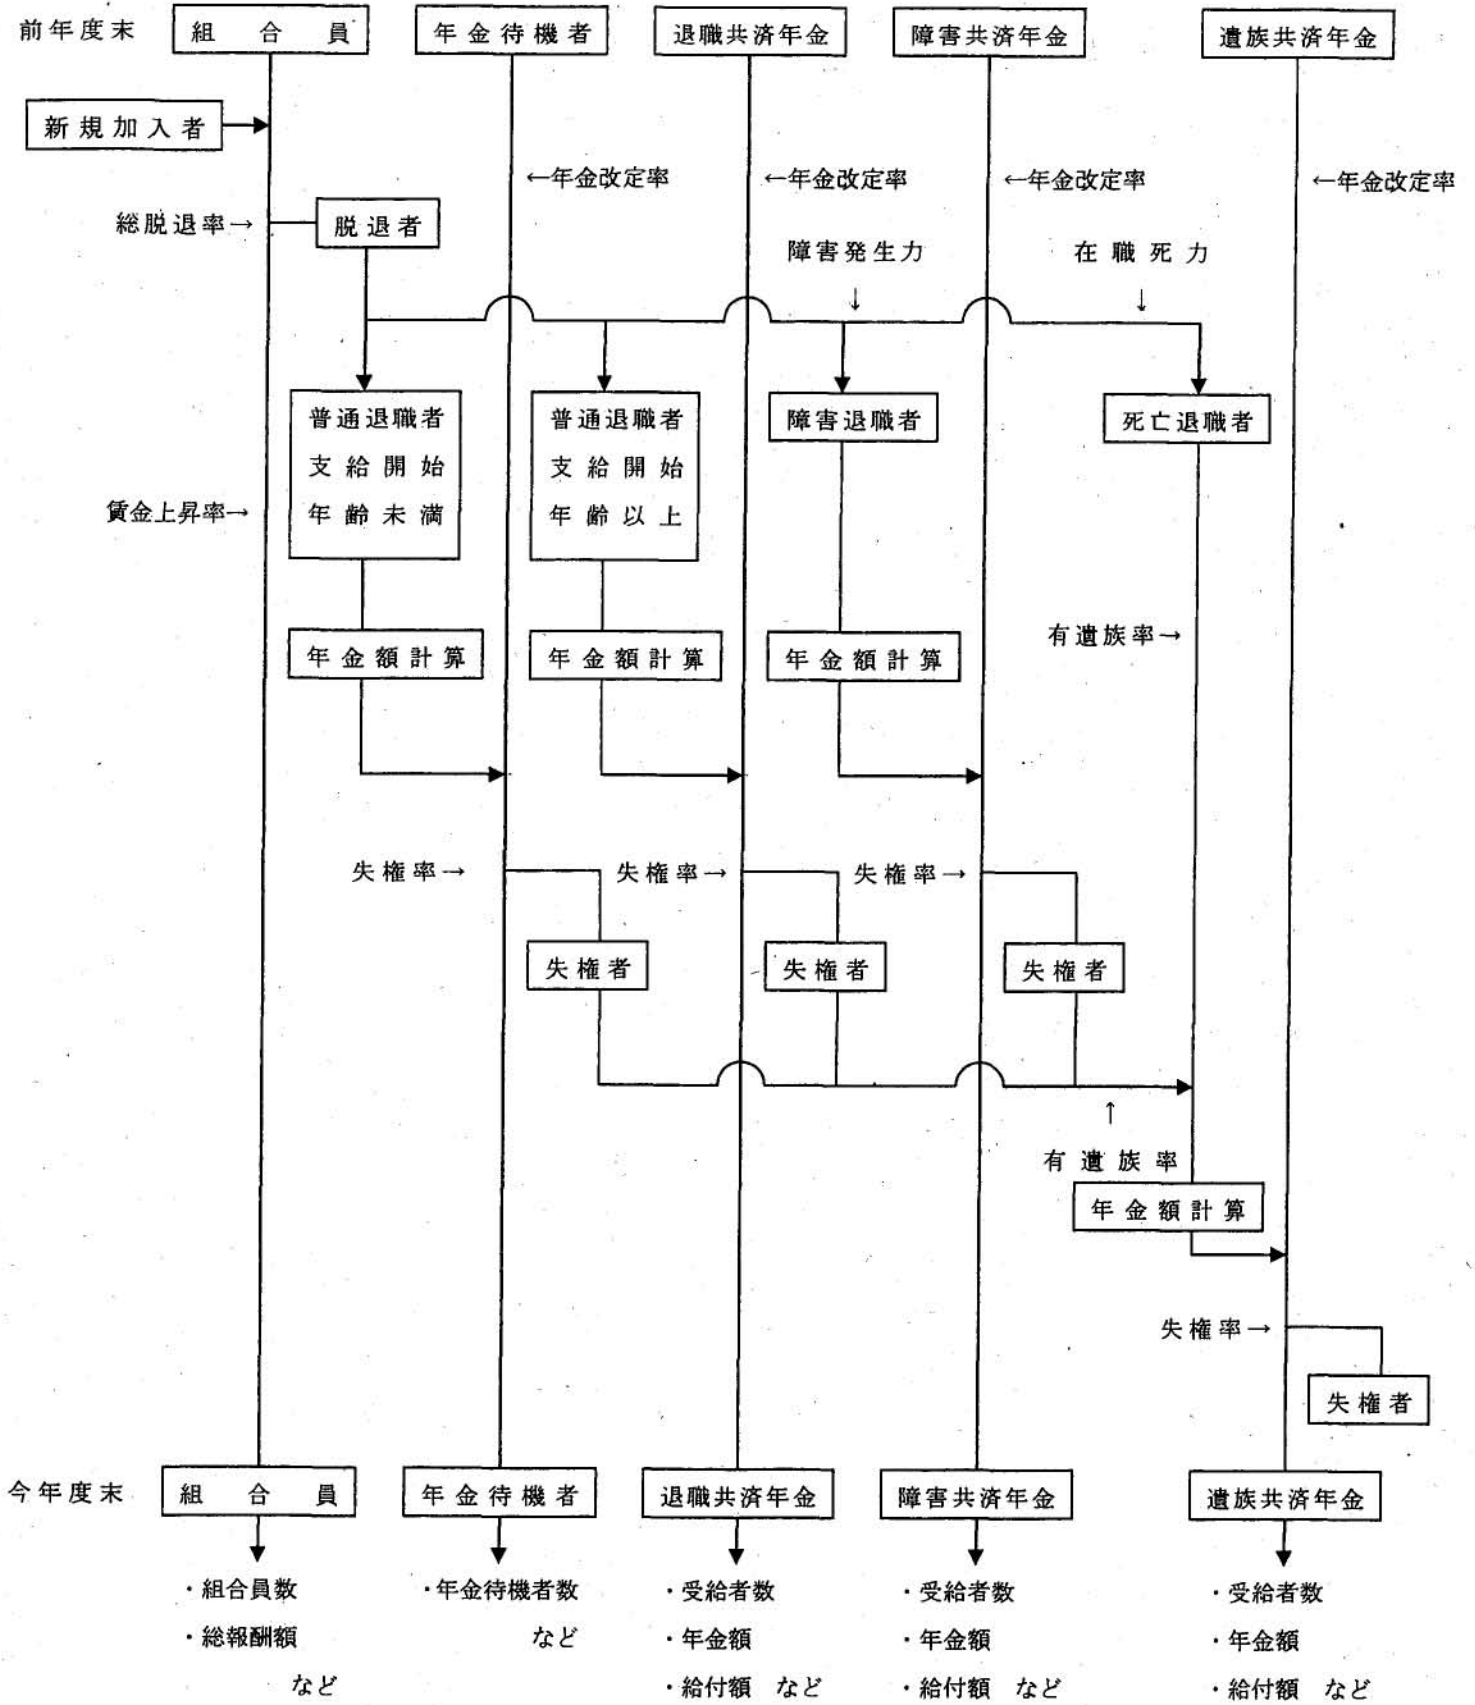 前年度末
組合員
年金待機者
退職共済年金
障害共済年金
遺族共済年金
新規加入者
←年金改定率
←年金改定率
←年金改定率
←年金改定率
総脱退率→
脱退者
障害発生力
↓
在職死力
↓
普通退職者
支給開始
年齢未満
普通退職者
支給開始
年齢以上
障害退職者
死亡退職者
賃金上昇率→
有遺族率→
年金額計算
年金額計算
年金額計算
失権率→
失権率→
失権率→
失権者
失権者
失権者
↑
有遺族率
年金額計算
失権率→
失権者
今年度末
組合員
年金待機者
退職共済年金
障害共済年金
遺族共済年金
・組合員数
・総報酬額
など
・年金待機者数
など
・受給者数
・年金額
・給付額 など
・受給者数
・年金額
・給付額 など
・受給者数
・年金額
・給付額 など